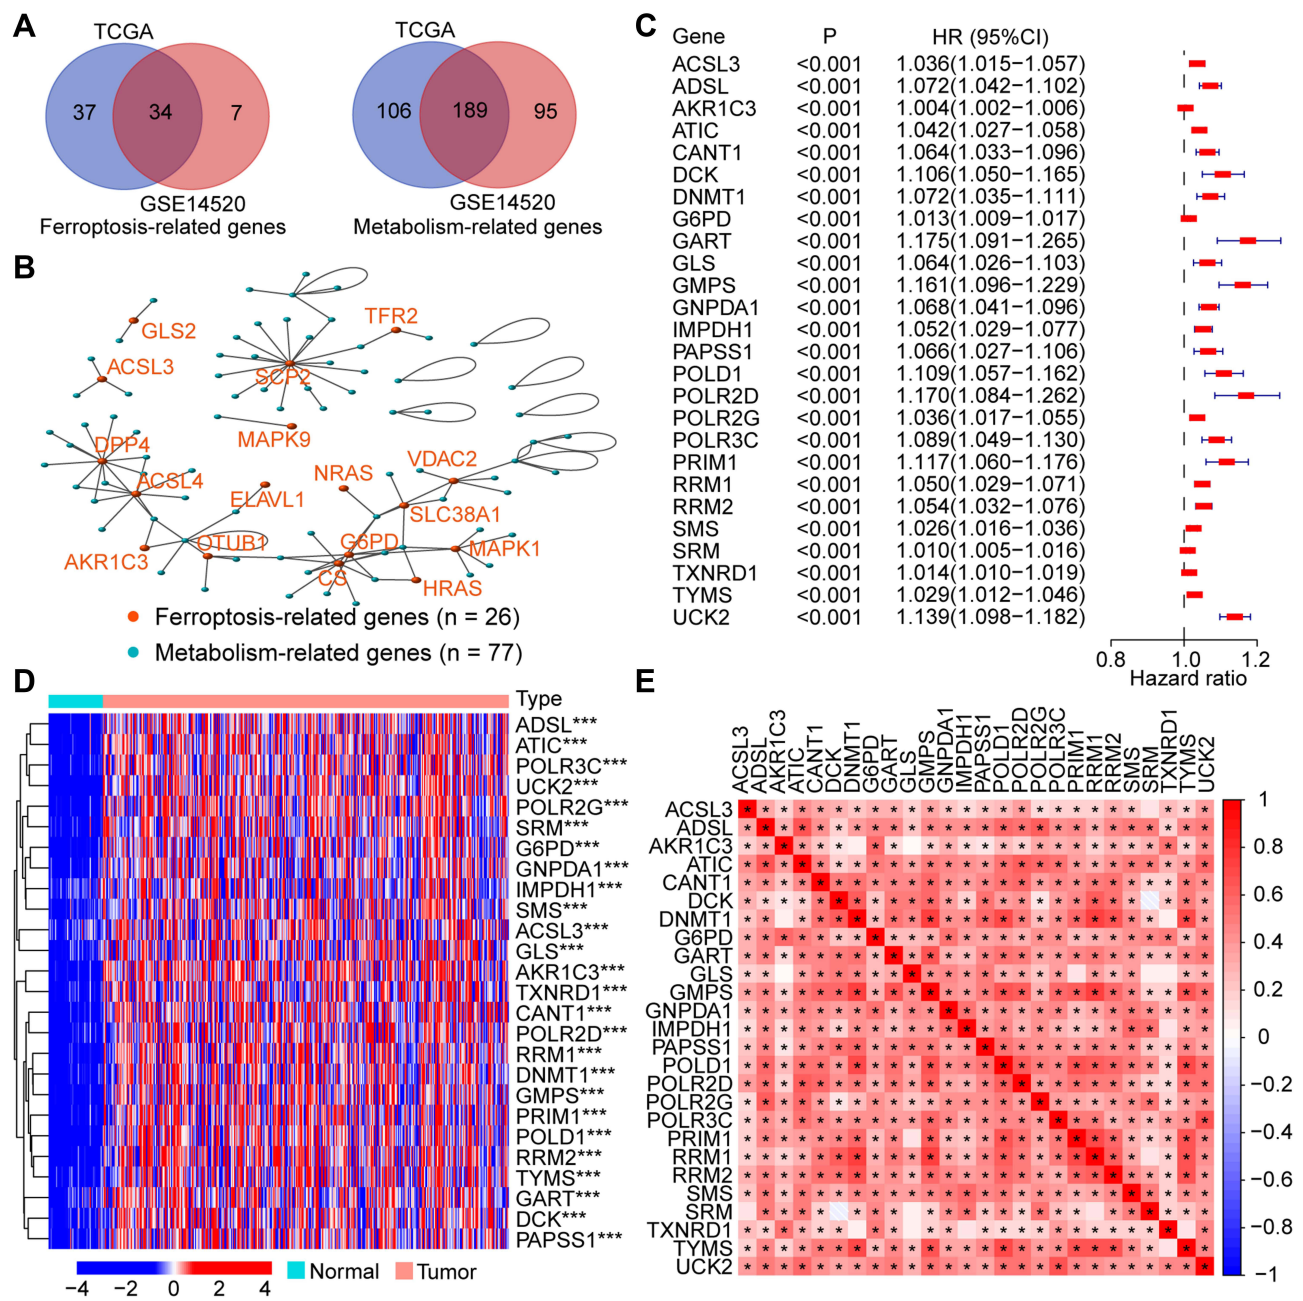 A
TCGA
37
34
7
GSE14520
Ferroptosis-related genes
TCGA
106
189
95
GSE14520
Metabolism-related genes
B
GLS2
TFR2
ACSL3
SCP2
MAPK9
DPP4
ACSL4
NRAS
VDAC2
ELAVL1
SLC38A1
AKR1C3
OTUB1
G6PD
MAPK1
CS
HRAS
Ferroptosis-related genes (n = 26)
Metabolism-related genes (n = 77)
C
Gene P HR (95%CI)
ACSL3 <0.001 1.036(1.015−1.057)
ADSL <0.001 1.072(1.042−1.102)
AKR1C3 <0.001 1.004(1.002−1.006)
ATIC <0.001 1.042(1.027−1.058)
CANT1 <0.001 1.064(1.033−1.096)
DCK <0.001 1.106(1.050−1.165)
DNMT1 <0.001 1.072(1.035−1.111)
G6PD <0.001 1.013(1.009−1.017)
GART <0.001 1.175(1.091−1.265)
GLS <0.001 1.064(1.026−1.103)
GMPS <0.001 1.161(1.096−1.229)
GNPDA1 <0.001 1.068(1.041−1.096)
IMPDH1 <0.001 1.052(1.029−1.077)
PAPSS1 <0.001 1.066(1.027−1.106)
POLD1 <0.001 1.109(1.057−1.162)
POLR2D <0.001 1.170(1.084−1.262)
POLR2G <0.001 1.036(1.017−1.055)
POLR3C <0.001 1.089(1.049−1.130)
PRIM1 <0.001 1.117(1.060−1.176)
RRM1 <0.001 1.050(1.029−1.071)
RRM2 <0.001 1.054(1.032−1.076)
SMS <0.001 1.026(1.016−1.036)
SRM <0.001 1.010(1.005−1.016)
TXNRD1 <0.001 1.014(1.010−1.019)
TYMS <0.001 1.029(1.012−1.046)
UCK2 <0.001 1.139(1.098−1.182)
0.8 1.0 1.2
Hazard ratio
D
Type
ADSL***
ATIC***
POLR3C***
UCK2***
POLR2G***
SRM***
G6PD***
GNPDA1***
IMPDH1***
SMS***
ACSL3***
GLS***
AKR1C3***
TXNRD1***
CANT1***
POLR2D***
RRM1***
DNMT1***
GMPS***
PRIM1***
POLD1***
RRM2***
TYMS***
GART***
DCK***
PAPSS1***
−4 −2 0 2 4
Normal Tumor
E
ACSL3 ADSL AKR1C3 ATIC CANT1 DCK DNMT1 G6PD GART GLS GMPS GNPDA1 IMPDH1 PAPSS1 POLD1 POLR2D POLR2G POLR3C PRIM1 RRM1 RRM2 SMS SRM TXNRD1 TYMS UCK2
ACSL3
ADSL
AKR1C3
ATIC
CANT1
DCK
DNMT1
G6PD
GART
GLS
GMPS
GNPDA1
IMPDH1
PAPSS1
POLD1
POLR2D
POLR2G
POLR3C
PRIM1
RRM1
RRM2
SMS
SRM
TXNRD1
TYMS
UCK2
1
0.8
0.6
0.4
0.2
0
−0.2
−0.4
−0.6
−0.8
−1